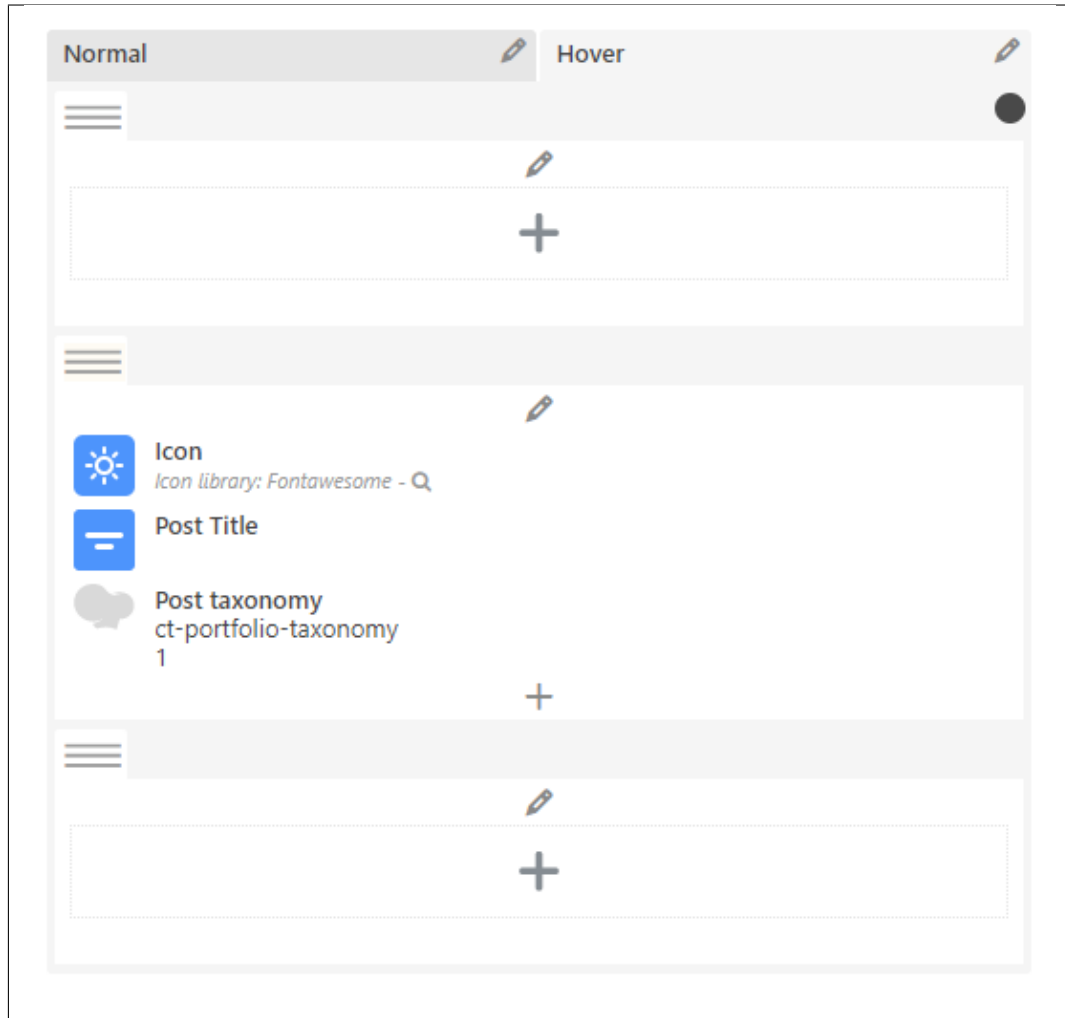 Normal
Hover
Icon
Icon library: Fontawesome -
Post Title
Post taxonomy
ct-portfolio-taxonomy
1